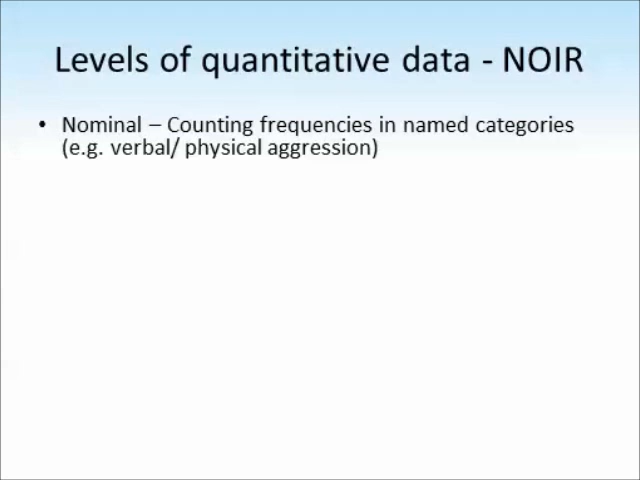 Levels of quantitative data - NOIR
• Nominal – Counting frequencies in named categories
(e.g. verbal/ physical aggression)